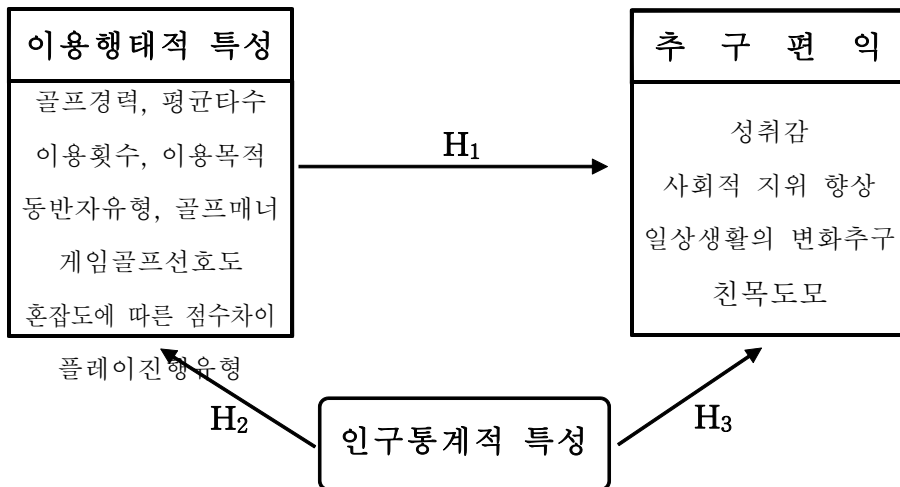 이용행태적 특성
골프경력, 평균타수
이용횟수, 이용목적
동반자유형, 골프매너
게임골프선호도
혼잡도에 따른 점수차이
플레이진행유형
H₁
추 구 편 익
성취감
사회적 지위 향상
일상생활의 변화추구
친목도모
H₂
H₃
인구통계적 특성